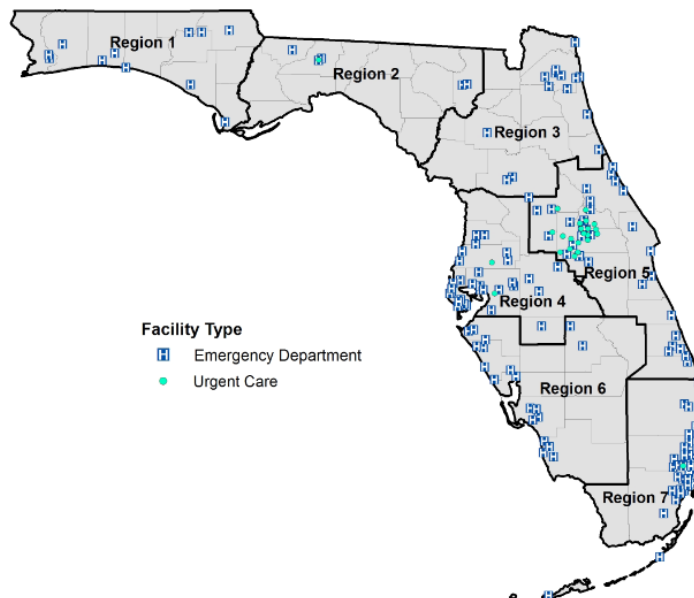 Region 1
Region 2
Region 3
Region 5
Region 4
Facility Type
H Emergency Department
Urgent Care
Region 6
Region 7